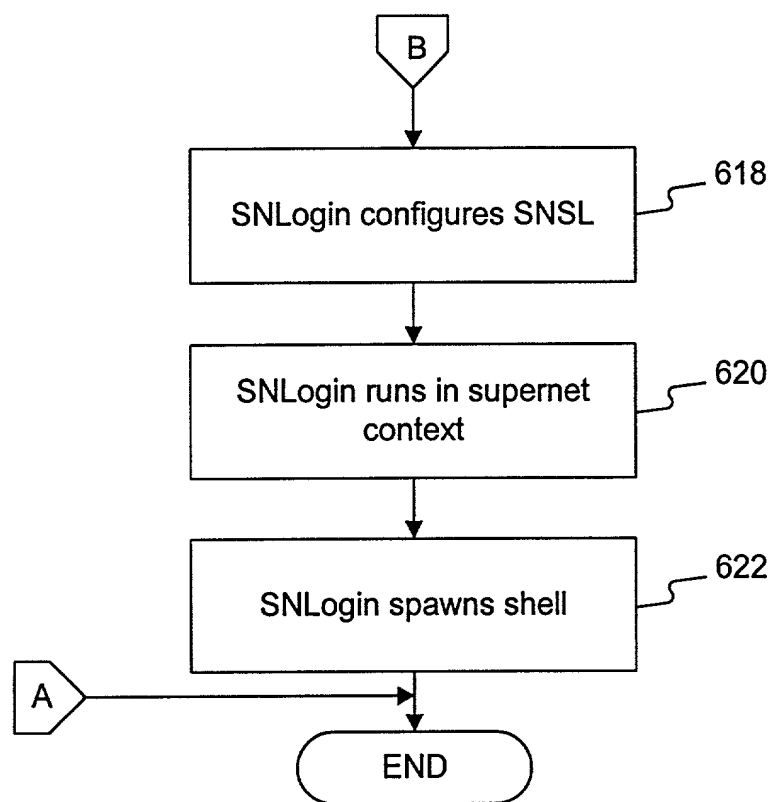 B
SNLogin configures SNSL
618
SNLogin runs in supernet
context
620
SNLogin spawns shell
622
A
END